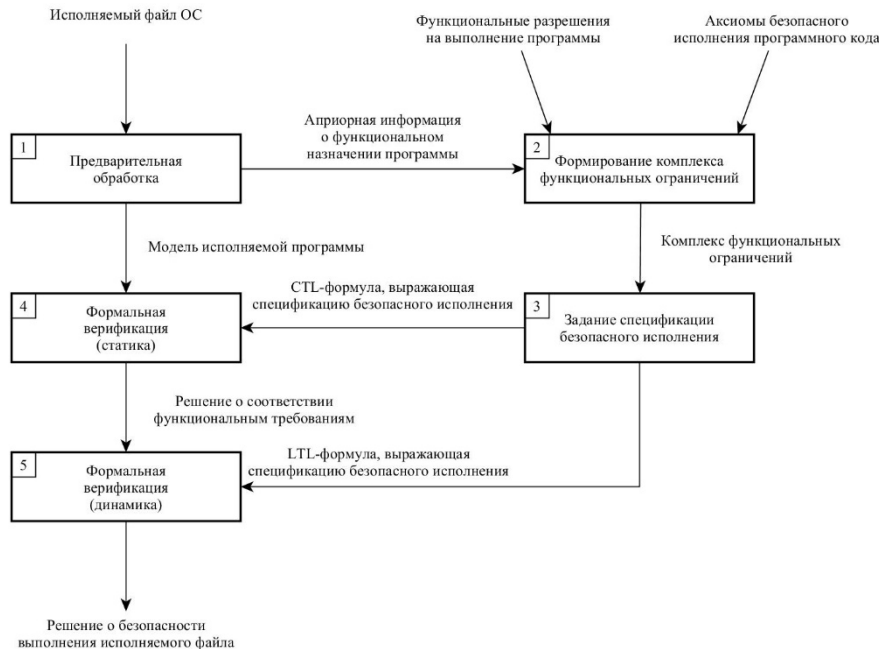 Исполняемый файл ОС
Функциональные разрешения
на выполнение программы
Аксиомы безопасного
исполнения программного кода
Априорная информация
о функциональном
назначении программы
1
Предварительная
обработка
2
Формирование комплекса
функциональных ограничений
Модель исполняемой программы
Комплекс функциональных
ограничений
CTL-формула, выражающая
спецификацию безопасного исполнения
4
Формальная
верификация
(статика)
3
Задание спецификации
безопасного исполнения
Решение о соответствии
функциональным требованиям
LTL-формула, выражающая
спецификацию безопасного исполнения
5
Формальная
верификация
(динамика)
Решение о безопасности
выполнения исполняемого файла